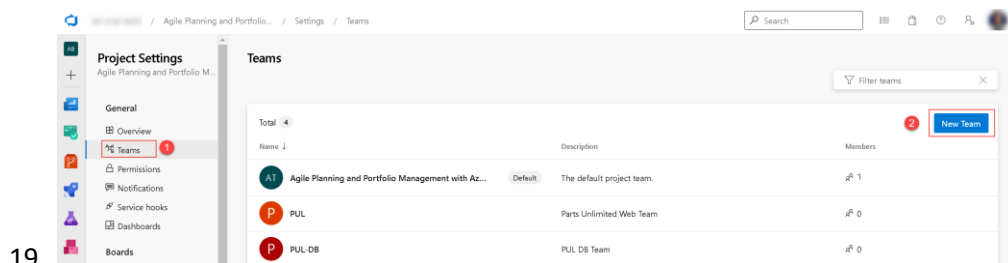 / Agile Planning and Portfolio... / Settings / Teams
Search
AB
Project Settings
Agile Planning and Portfolio M...
Teams
Filter teams
General
Overview
Teams
1
Permissions
Notifications
Service hooks
Dashboards
Boards
Total 4
2
New Team
Name ↓ Description Members
AT Agile Planning and Portfolio Management with Az... Default The default project team. 1
P PUL Parts Unlimited Web Team 0
P PUL-DB PUL DB Team 0
19